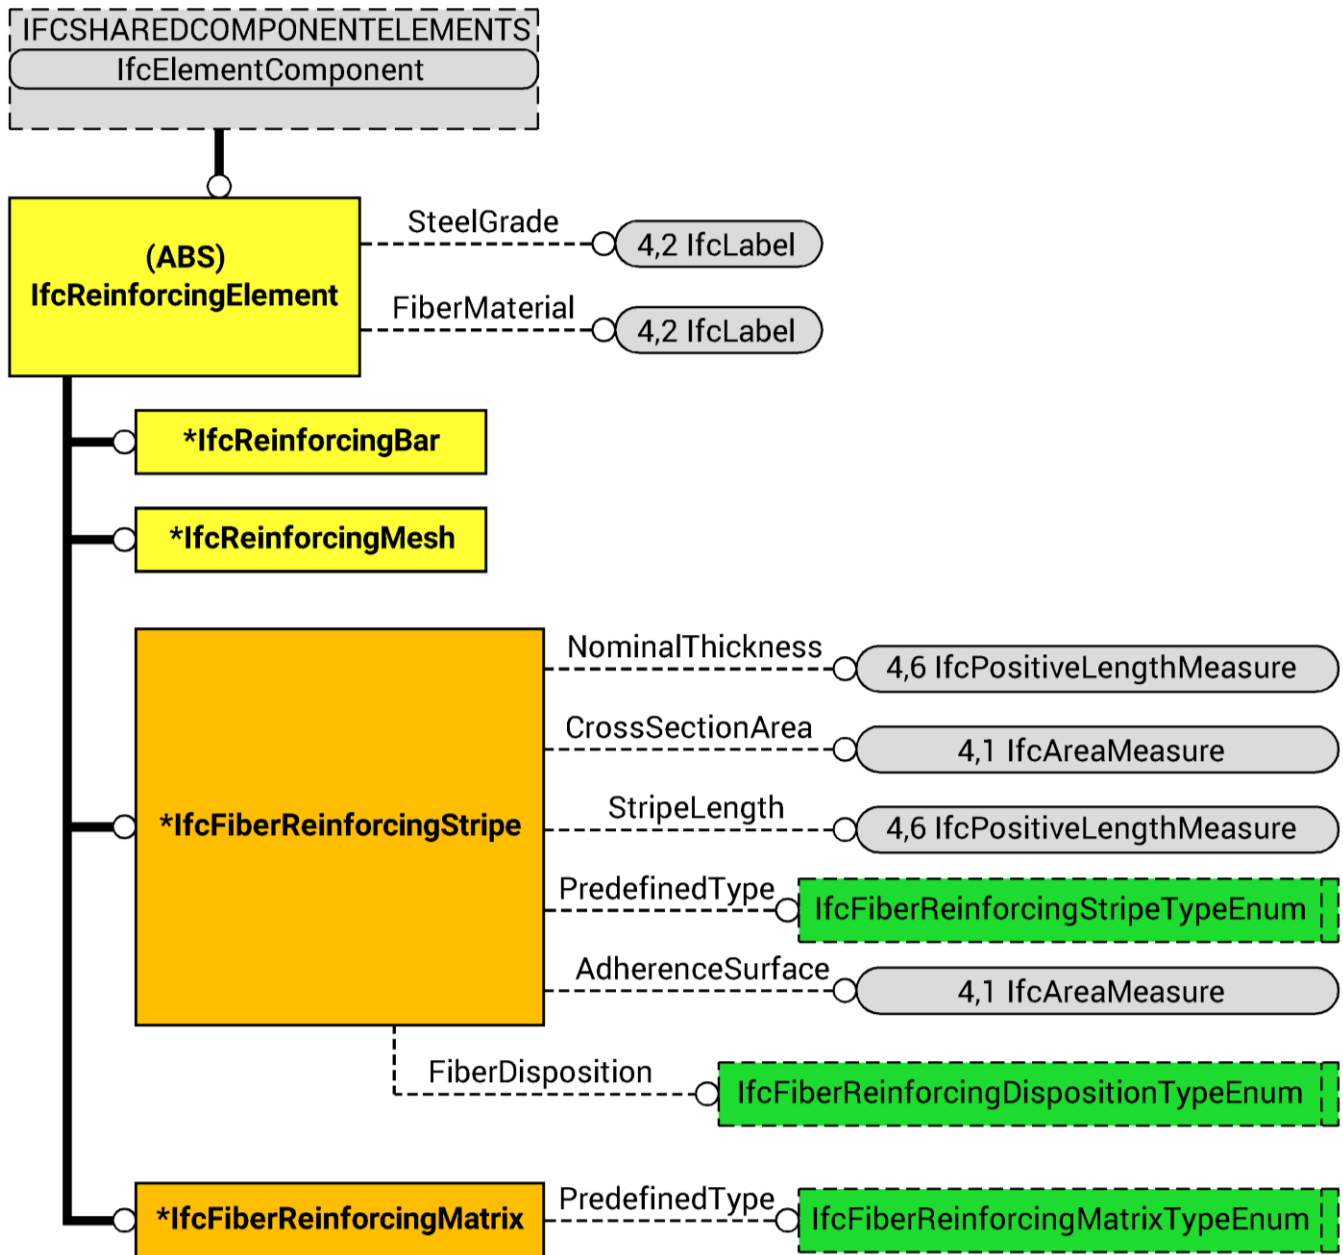 IFCSHAREDCOMPONENTELEMENTS
IfcElementComponent
(ABS)
IfcReinforcingElement
SteelGrade
4,2 IfcLabel
FiberMaterial
4,2 IfcLabel
*IfcReinforcingBar
*IfcReinforcingMesh
*IfcFiberReinforcingStripe
NominalThickness
4,6 IfcPositiveLengthMeasure
CrossSectionArea
4,1 IfcAreaMeasure
StripeLength
4,6 IfcPositiveLengthMeasure
PredefinedType
IfcFiberReinforcingStripeTypeEnum
AdherenceSurface
4,1 IfcAreaMeasure
FiberDisposition
IfcFiberReinforcingDispositionTypeEnum
*IfcFiberReinforcingMatrix
PredefinedType
IfcFiberReinforcingMatrixTypeEnum